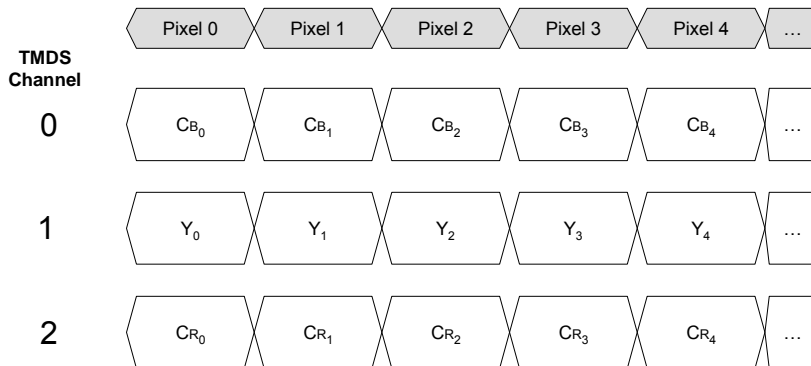 Pixel 0 Pixel 1 Pixel 2 Pixel 3 Pixel 4 ...
TMDS
Channel
0 CB0 CB1 CB2 CB3 CB4 ...
1 Y0 Y1 Y2 Y3 Y4 ...
2 CR0 CR1 CR2 CR3 CR4 ...